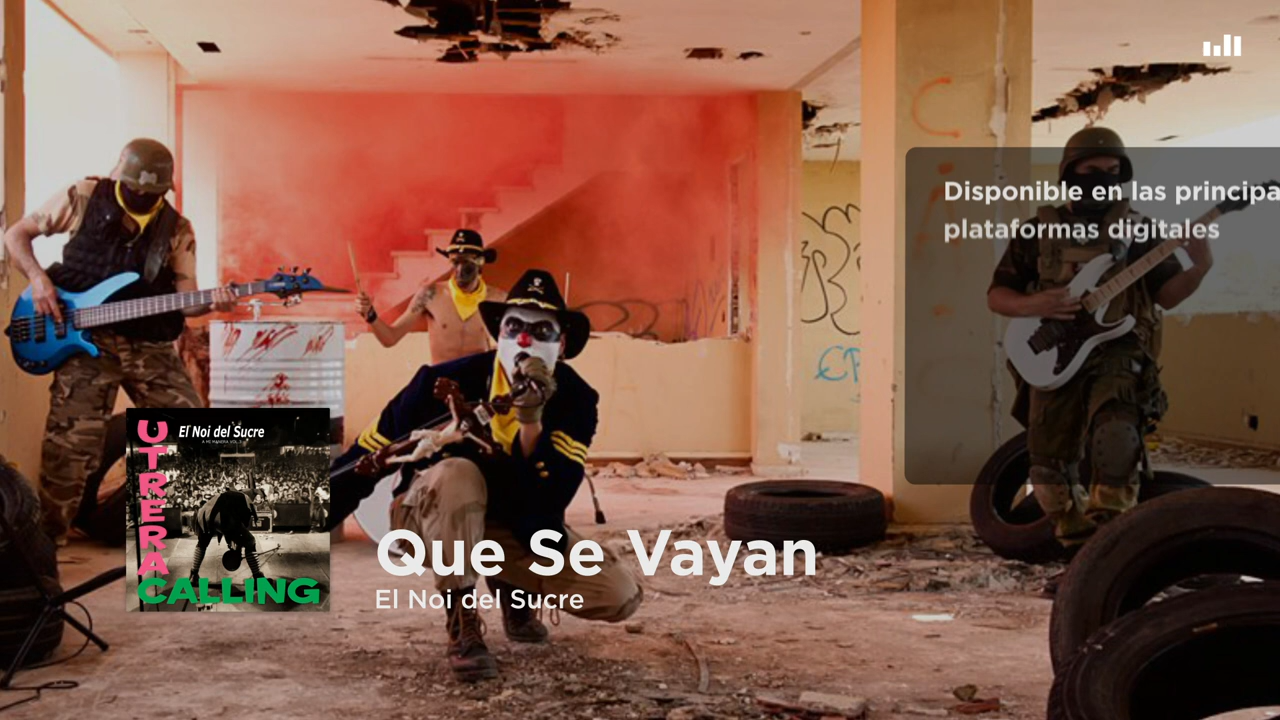 Disponible en las principa
plataformas digitales
El Noi del Sucre
UTRERA
CALLING
Que Se Vayan
El Noi del Sucre